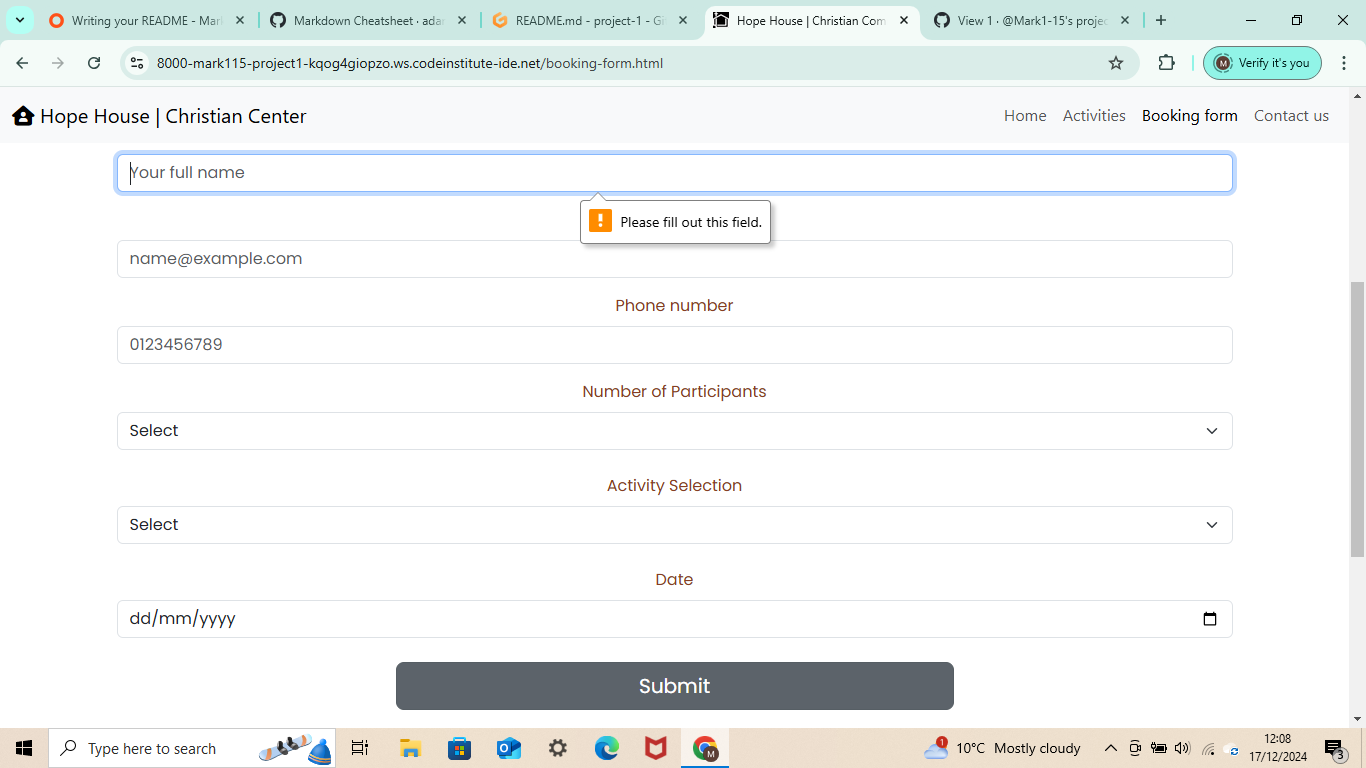 Writing your README - Mar
Markdown Cheatsheet · adar
README.md - project-1 - Git
Hope House | Christian Com
View 1 · @Mark1-15's projec
8000-mark115-project1-kqog4giopzo.ws.codeinstitute-ide.net/booking-form.html
M
Verify it's you
Hope House | Christian Center
Home
Activities
Booking form
Contact us
Your full name
Please fill out this field.
name@example.com
Phone number
0123456789
Number of Participants
Select
Activity Selection
Select
Date
dd/mm/yyyy
Submit
Type here to search
M
1
10°C Mostly cloudy
12:08
17/12/2024
3